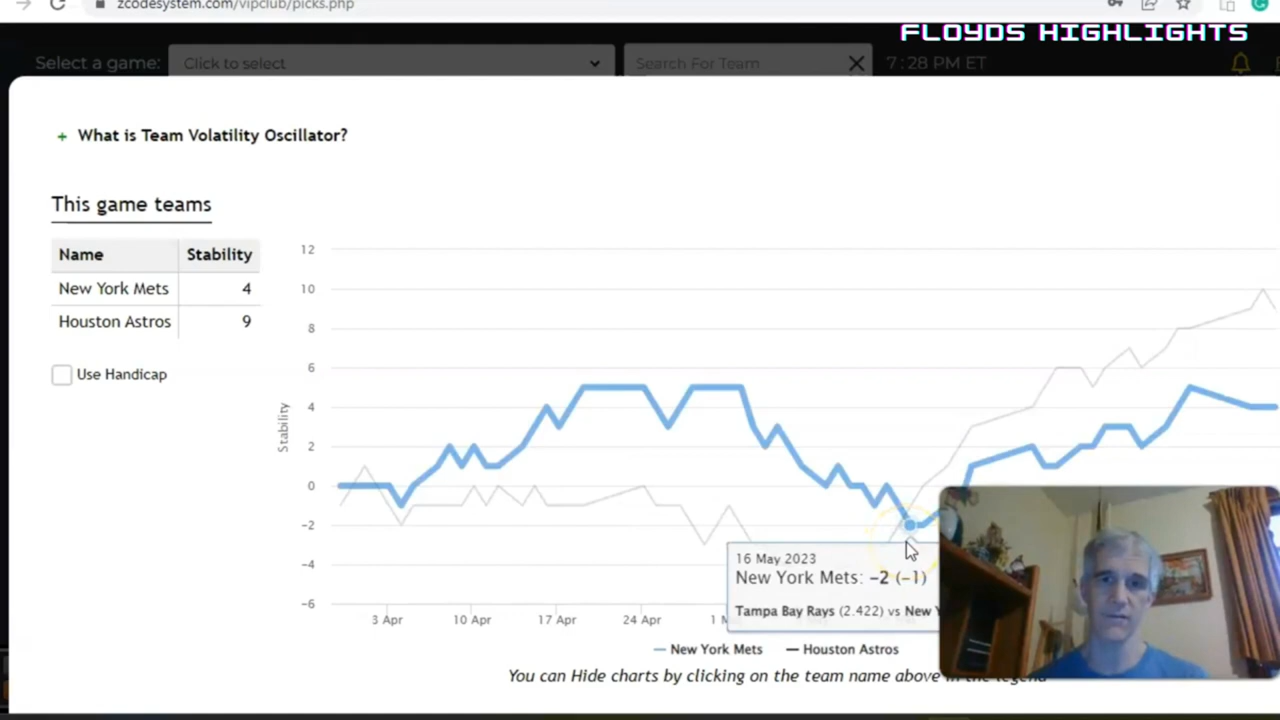 zcodesystem.com/vipclub/picks.php
FLOYDS HIGHLIGHTS
Select a game: Click to select Search For Team 7:28 PM ET
+ What is Team Volatility Oscillator?
This game teams
Name Stability
New York Mets 4
Houston Astros 9
Use Handicap
Stability
12
10
8
6
4
2
0
-2
-4
-6
16 May 2023
New York Mets: -2 (-1)
Tampa Bay Rays (2.422) vs New
3 Apr 10 Apr 17 Apr 24 Apr
New York Mets Houston Astros
You can Hide charts by clicking on the team name above in the legend